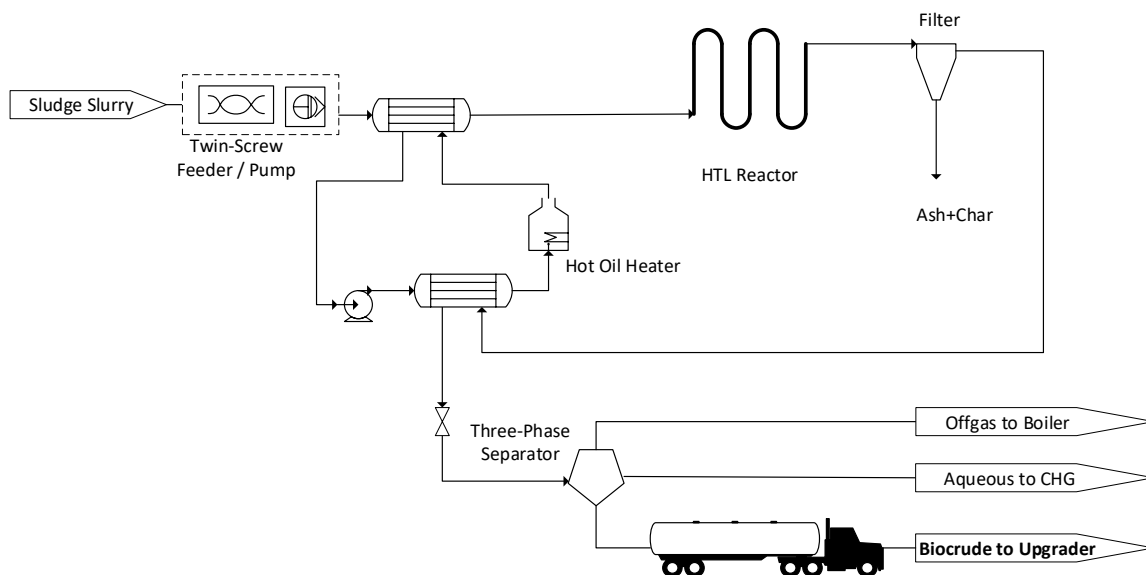 Filter
Sludge Slurry
Twin-Screw
Feeder / Pump
HTL Reactor
Ash+Char
Hot Oil Heater
Three-Phase
Separator
Offgas to Boiler
Aqueous to CHG
Biocrude to Upgrader